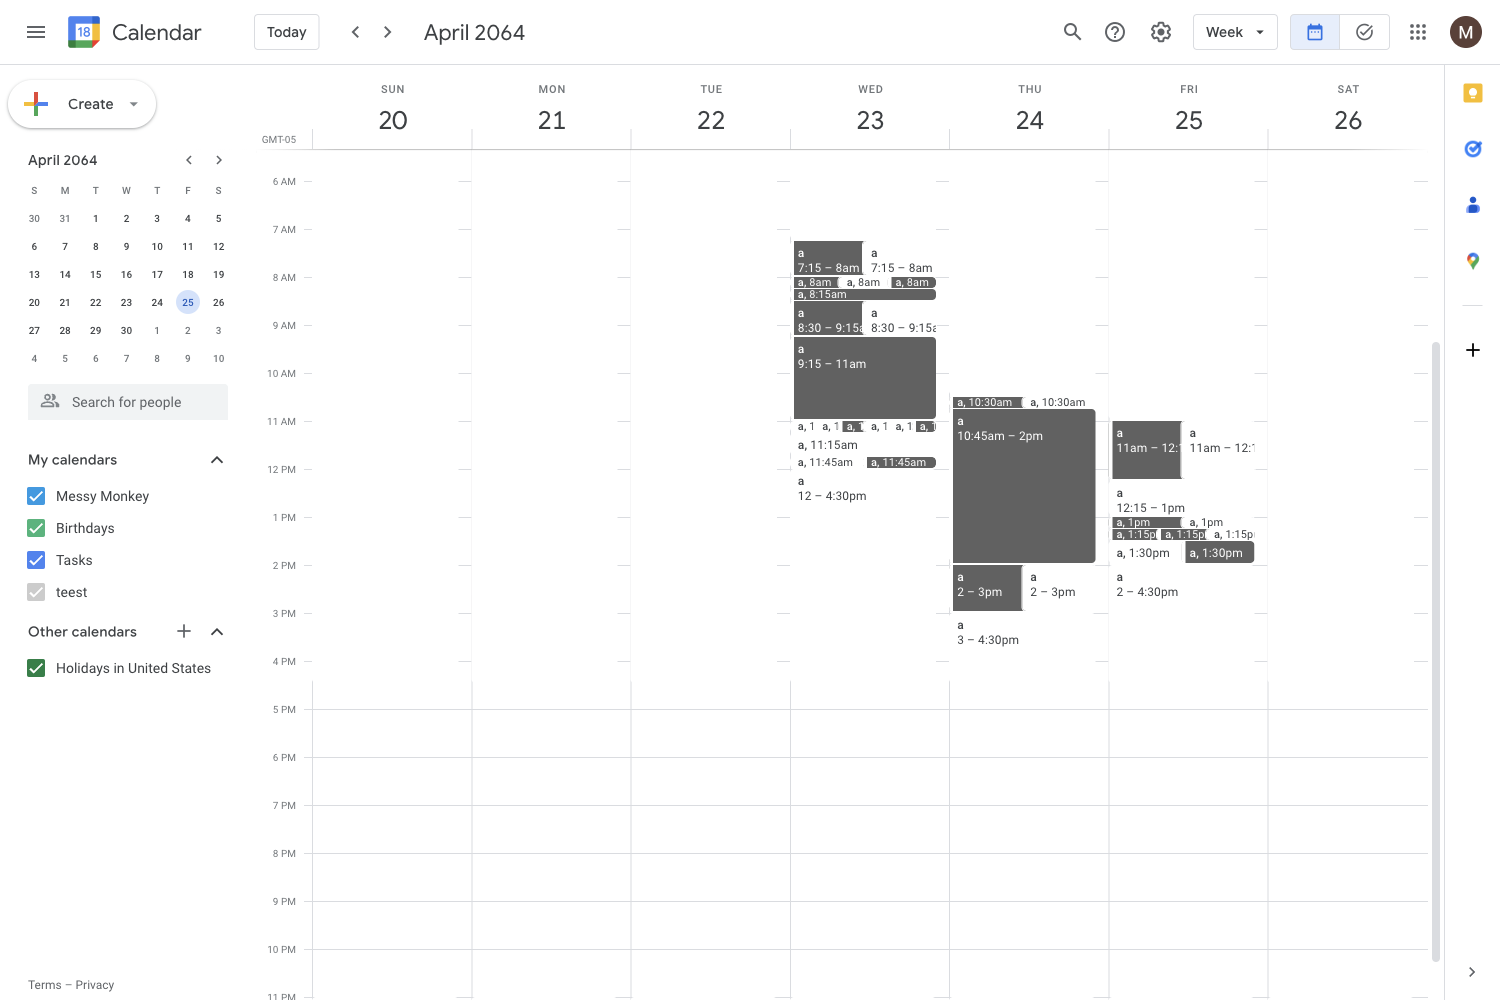 18 Calendar Today April 2064 Week M
Create
SUN MON TUE WED THU FRI SAT
20 21 22 23 24 25 26
GMT-05
April 2064
S M T W T F S
30 31 1 2 3 4 5
6 7 8 9 10 11 12
13 14 15 16 17 18 19
20 21 22 23 24 25 26
27 28 29 30 1 2 3
4 5 6 7 8 9 10
Search for people
My calendars
Messy Monkey
Birthdays
Tasks
teest
Other calendars
Holidays in United States
Terms – Privacy
6 AM
7 AM
8 AM
9 AM
10 AM
11 AM
12 PM
1 PM
2 PM
3 PM
4 PM
5 PM
6 PM
7 PM
8 PM
9 PM
10 PM
11 PM
a a
7:15 – 8am 7:15 – 8am
a, 8am a, 8am a, 8am
a, 8:15am
a a
8:30 – 9:15a 8:30 – 9:15a
a
9:15 – 11am
a, 1 a, 1 a, 1 a, 1 a, 1 a, 1
a, 11:15am
a, 11:45am a, 11:45am
a
12 – 4:30pm
a, 10:30am a, 10:30am
a
10:45am – 2pm
a a
2 – 3pm 2 – 3pm
a
3 – 4:30pm
a a
11am – 12:1 11am – 12:1
a
12:15 – 1pm
a, 1pm a, 1pm
a, 1:15p a, 1:15p a, 1:15p
a, 1:30pm a, 1:30pm
a
2 – 4:30pm